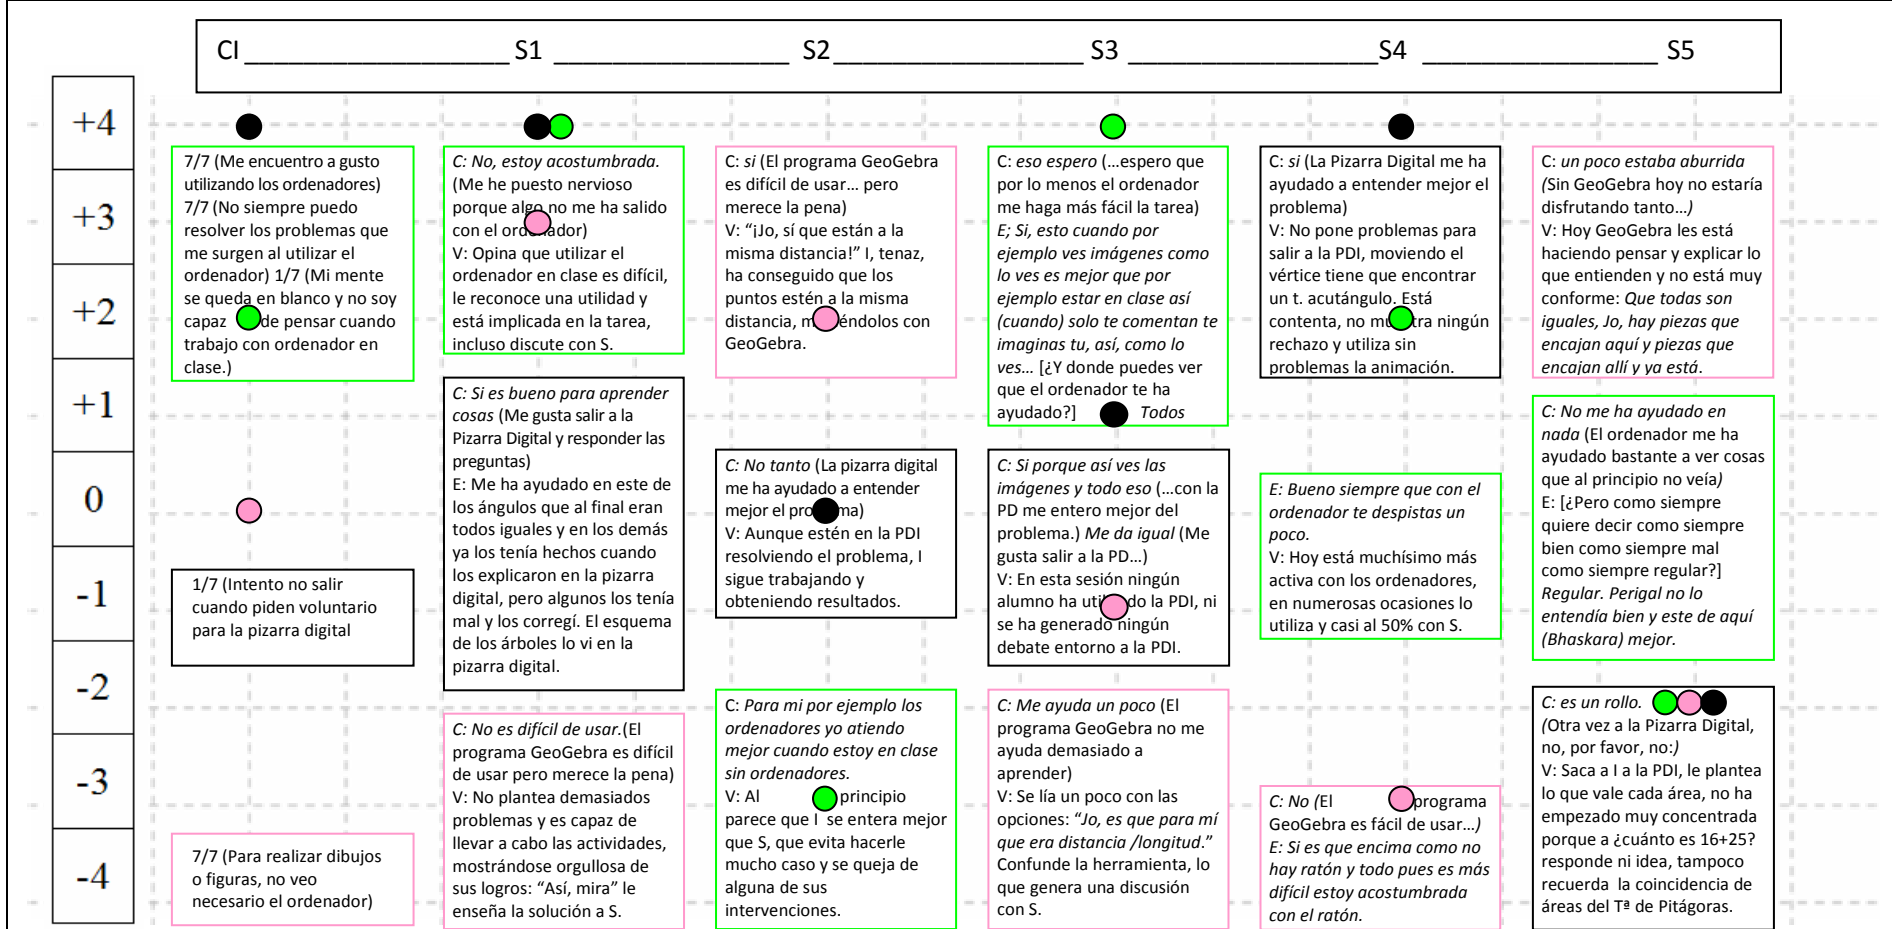 CI ___________________ S1 _________________ S2 __________________ S3 __________________ S4 _________________ S5
+4
+3
+2
+1
0
-1
-2
-3
-4
7/7 (Me encuentro a gusto
utilizando los ordenadores)
7/7 (No siempre puedo
resolver los problemas que
me surgen al utilizar el
ordenador) 1/7 (Mi mente
se queda en blanco y no soy
capaz de pensar cuando
trabajo con ordenador en
clase.)
1/7 (Intento no salir
cuando piden voluntario
para la pizarra digital
7/7 (Para realizar dibujos
o figuras, no veo
necesario el ordenador)
C: No, estoy acostumbrada.
(Me he puesto nervioso
porque algo no me ha salido
con el ordenador)
V: Opina que utilizar el
ordenador en clase es difícil,
le reconoce una utilidad y
está implicada en la tarea,
incluso discute con S.
C: Si es bueno para aprender
cosas (Me gusta salir a la
Pizarra Digital y responder las
preguntas)
E: Me ha ayudado en este de
los ángulos que al final eran
todos iguales y en los demás
ya los tenía hechos cuando
los explicaron en la pizarra
digital, pero algunos los tenía
mal y los corregí. El esquema
de los árboles lo vi en la
pizarra digital.
C: No es difícil de usar.(El
programa GeoGebra es difícil
de usar pero merece la pena)
V: No plantea demasiados
problemas y es capaz de
llevar a cabo las actividades,
mostrándose orgullosa de
sus logros: “Así, mira” le
enseña la solución a S.
C: si (El programa GeoGebra
es difícil de usar... pero
merece la pena)
V: “¡Jo, sí que están a la
misma distancia!” I, tenaz,
ha conseguido que los
puntos estén a la misma
distancia, moviéndolos con
GeoGebra.
C: No tanto (La pizarra digital
me ha ayudado a entender
mejor el problema)
V: Aunque estén en la PDI
resolviendo el problema, I
sigue trabajando y
obteniendo resultados.
C: Para mi por ejemplo los
ordenadores yo atiendo
mejor cuando estoy en clase
sin ordenadores.
V: Al principio
parece que I se entera mejor
que S, que evita hacerle
mucho caso y se queja de
alguna de sus
intervenciones.
C: eso espero (...espero que
por lo menos el ordenador
me haga más fácil la tarea)
E; Si, esto cuando por
ejemplo ves imágenes como
lo ves es mejor que por
ejemplo estar en clase así
(cuando) solo te comentan te
imaginas tu, así, como lo
ves... [¿Y donde puedes ver
que el ordenador te ha
ayudado?] Todos
C: Si porque así ves las
imágenes y todo eso (...con la
PD me entero mejor del
problema.) Me da igual (Me
gusta salir a la PD...)
V: En esta sesión ningún
alumno ha utilizado la PDI, ni
se ha generado ningún
debate entorno a la PDI.
C: Me ayuda un poco (El
programa GeoGebra no me
ayuda demasiado a
aprender)
V: Se lía un poco con las
opciones: “Jo, es que para mí
que era distancia /longitud.”
Confunde la herramienta, lo
que genera una discusión
con S.
C: si (La Pizarra Digital me ha
ayudado a entender mejor el
problema)
V: No pone problemas para
salir a la PDI, moviendo el
vértice tiene que encontrar
un t. acutángulo. Está
contenta, no muestra ningún
rechazo y utiliza sin
problemas la animación.
E: Bueno siempre que con el
ordenador te despistas un
poco.
V: Hoy está muchísimo más
activa con los ordenadores,
en numerosas ocasiones lo
utiliza y casi al 50% con S.
C: No (El programa
GeoGebra es fácil de usar...)
E: Si es que encima como no
hay ratón y todo pues es más
difícil estoy acostumbrada
con el ratón.
C: un poco estaba aburrida
(Sin GeoGebra hoy no estaría
disfrutando tanto...)
V: Hoy GeoGebra les está
haciendo pensar y explicar lo
que entienden y no está muy
conforme: Que todas son
iguales, Jo, hay piezas que
encajan aquí y piezas que
encajan allí y ya está.
C: No me ha ayudado en
nada (El ordenador me ha
ayudado bastante a ver cosas
que al principio no veía)
E: [¿Pero como siempre
quiere decir como siempre
bien como siempre mal
como siempre regular?]
Regular. Perigal no lo
entendía bien y este de aquí
(Bhaskara) mejor.
C: es un rollo.
(Otra vez a la Pizarra Digital,
no, por favor, no:)
V: Saca a I a la PDI, le plantea
lo que vale cada área, no ha
empezado muy concentrada
porque a ¿cuánto es 16+25?
responde ni idea, tampoco
recuerda la coincidencia de
áreas del Tª de Pitágoras.